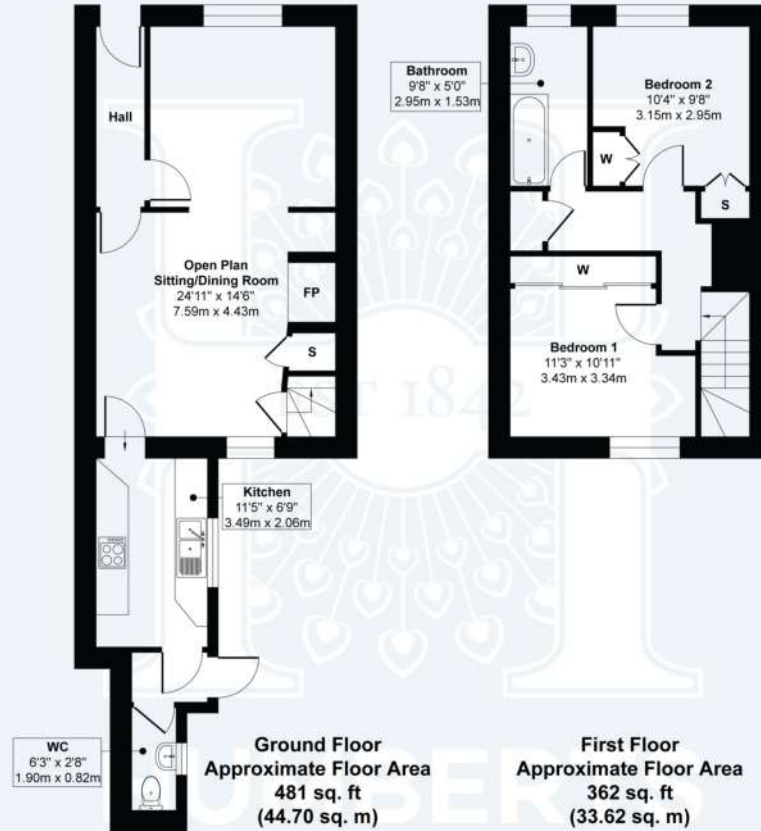 Hall
Open Plan
Sitting/Dining Room
24'11" x 14'6"
7.59m x 4.43m
FP
S
Kitchen
11'5" x 6'9"
3.49m x 2.06m
WC
6'3" x 2'8"
1.90m x 0.82m
Ground Floor
Approximate Floor Area
481 sq. ft
(44.70 sq. m)
Bathroom
9'8" x 5'0"
2.95m x 1.53m
Bedroom 2
10'4" x 9'8"
3.15m x 2.95m
W
S
W
Bedroom 1
11'3" x 10'11"
3.43m x 3.34m
First Floor
Approximate Floor Area
362 sq. ft
(33.62 sq. m)
EST 1842